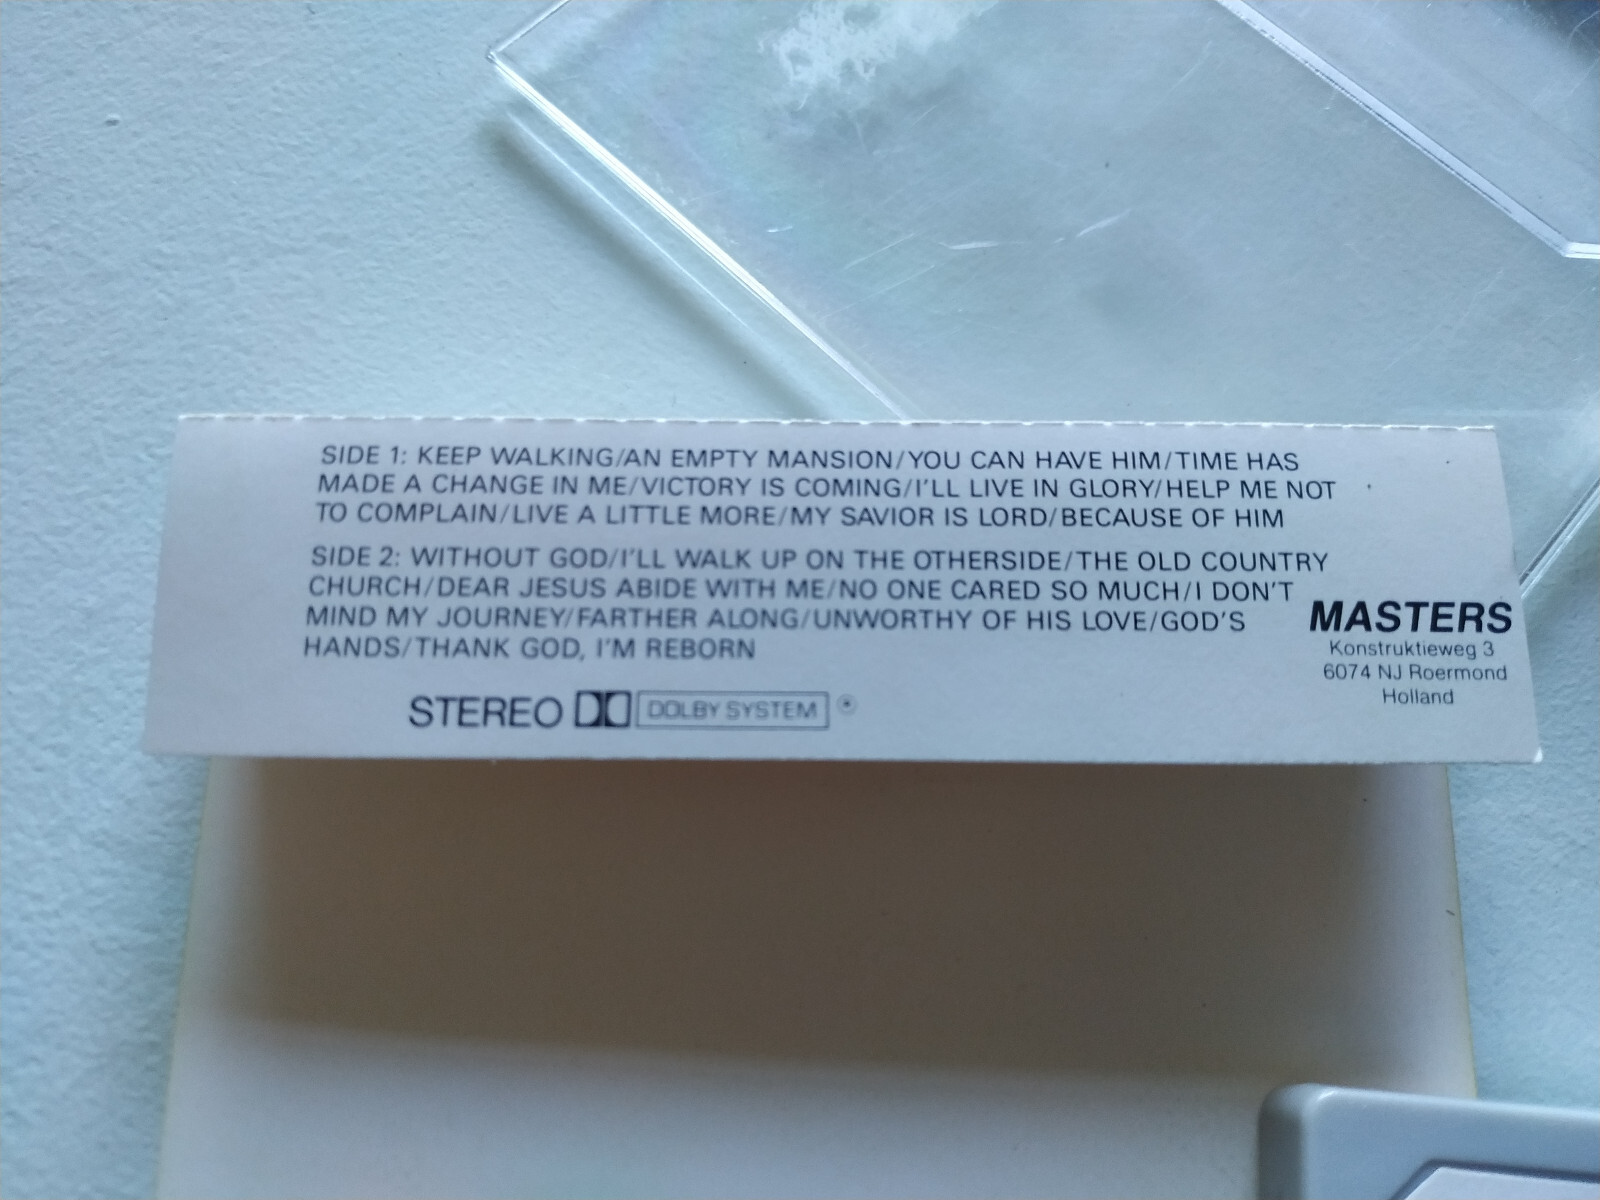 SIDE 1: KEEP WALKING/AN EMPTY MANSION/YOU CAN HAVE HIM/TIME HAS
MADE A CHANGE IN ME/VICTORY IS COMING/I'LL LIVE IN GLORY/HELP ME NOT
TO COMPLAIN/LIVE A LITTLE MORE/MY SAVIOR IS LORD/BECAUSE OF HIM
SIDE 2: WITHOUT GOD/I'LL WALK UP ON THE OTHERSIDE/THE OLD COUNTRY
CHURCH/DEAR JESUS ABIDE WITH ME/NO ONE CARED SO MUCH/I DON'T
MIND MY JOURNEY/FARTHER ALONG/UNWORTHY OF HIS LOVE/GOD'S
HANDS/THANK GOD, I'M REBORN
MASTERS
Konstruktieweg 3
6074 NJ Roermond
Holland
STEREO DOLBY SYSTEM ®